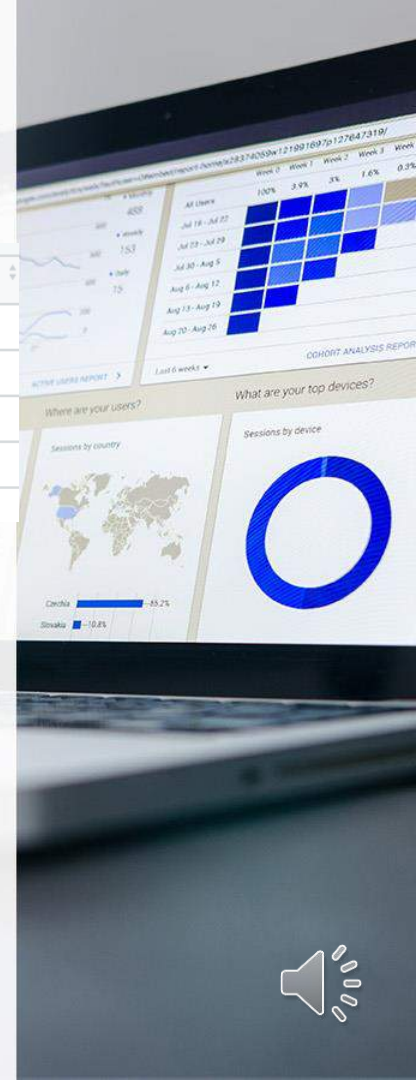 Week 0 Week 1 Week 2 Week 3 Week
All Users 100% 3.9% 3% 1.6% 0.3%
Jul 16 - Jul 22
Jul 23 - Jul 29
Jul 30 - Aug 5
Aug 6 - Aug 12
Aug 13 - Aug 19
Aug 20 - Aug 26
Last 6 weeks
COHORT ANALYSIS REPOR
Monthly
488
Weekly
153
Daily
75
ACTIVE USERS REPORT
Where are your users?
Sessions by country
Czechia
Slovakia 10.8%
What are your top devices?
Sessions by device